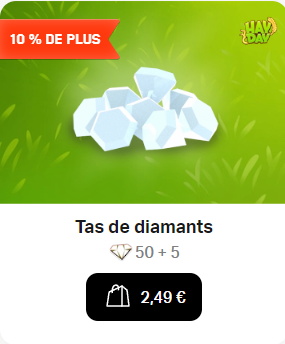 10 % DE PLUS
HAY
DAY
Tas de diamants
50 + 5
2,49 €